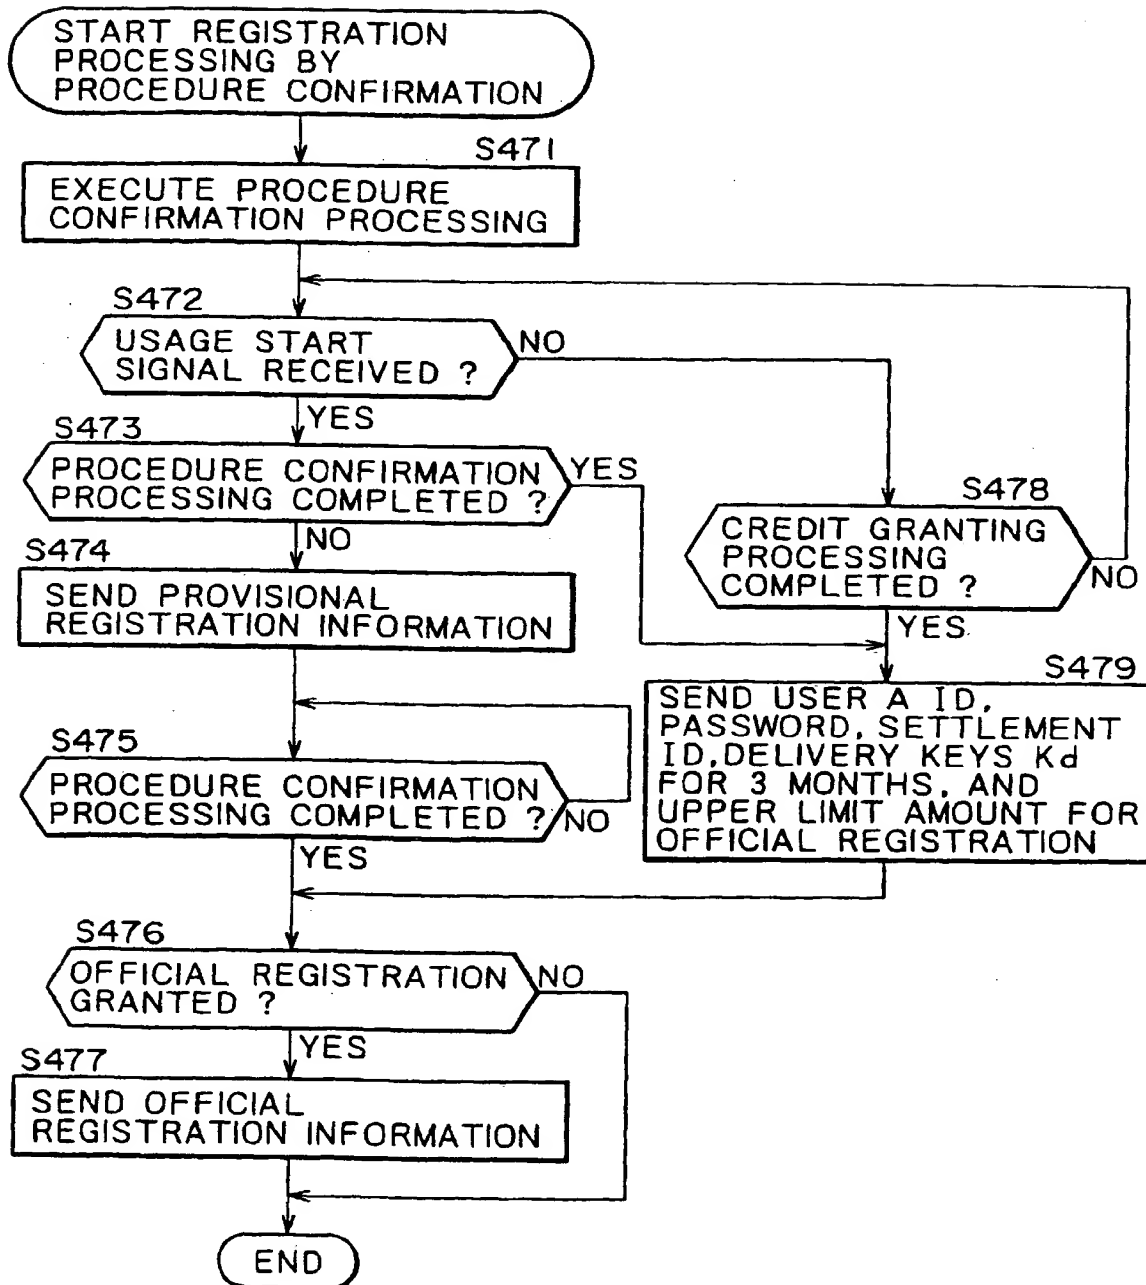 START REGISTRATION
PROCESSING BY
PROCEDURE CONFIRMATION
S471
EXECUTE PROCEDURE
CONFIRMATION PROCESSING
S472
USAGE START
SIGNAL RECEIVED ?
NO
YES
S473
PROCEDURE CONFIRMATION
PROCESSING COMPLETED ?
YES
NO
S478
CREDIT GRANTING
PROCESSING
COMPLETED ?
NO
YES
S474
SEND PROVISIONAL
REGISTRATION INFORMATION
S479
SEND USER A ID,
PASSWORD, SETTLEMENT
ID, DELIVERY KEYS Kd
FOR 3 MONTHS, AND
UPPER LIMIT AMOUNT FOR
OFFICIAL REGISTRATION
S475
PROCEDURE CONFIRMATION
PROCESSING COMPLETED ?
NO
YES
S476
OFFICIAL REGISTRATION
GRANTED ?
NO
YES
S477
SEND OFFICIAL
REGISTRATION INFORMATION
END